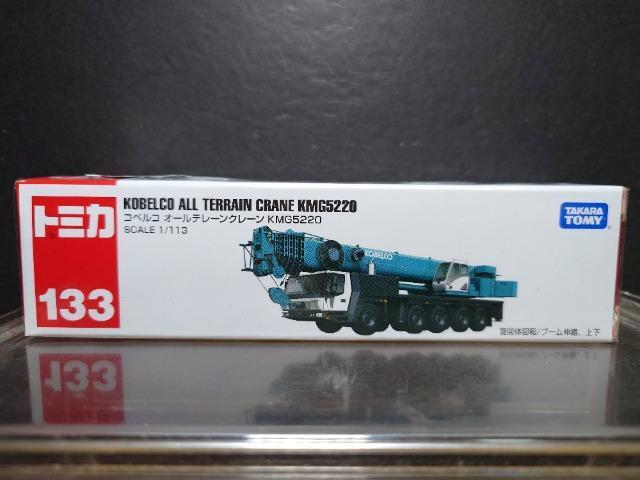 トミカ
133
KOBELCO ALL TERRAIN CRANE KMG5220
コベルコ オールテレーンクレーン KMG5220
SCALE 1/113
KOBELCO
TAKARA
TOMY
旋回体回転/ブーム伸縮、上下